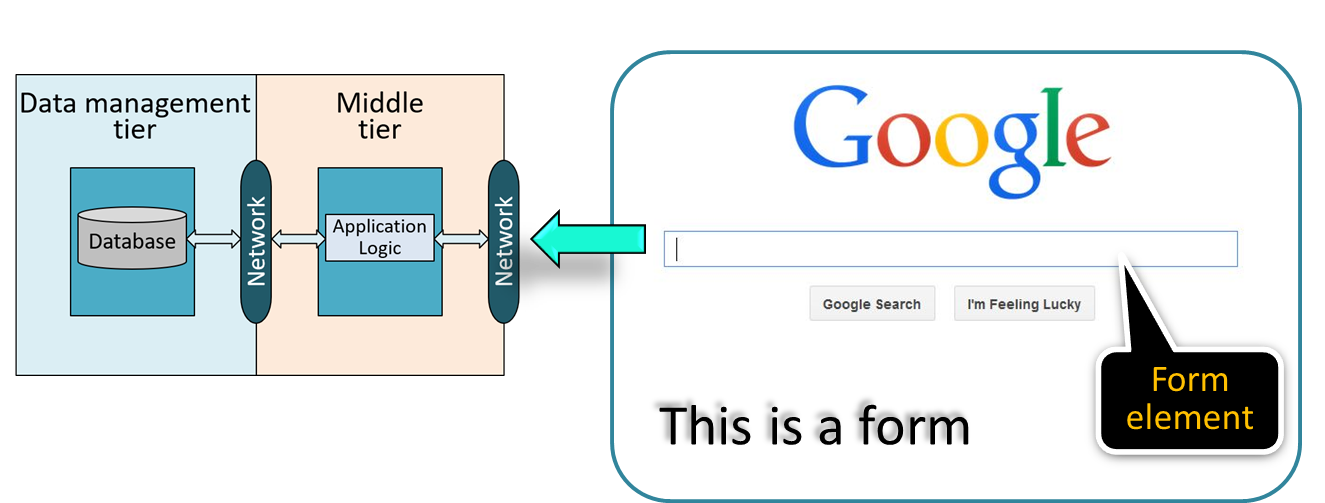 Data management
tier
Middle
tier
Database
Network
Application
Logic
Network
Google
Google Search
I'm Feeling Lucky
Form
element
This is a form